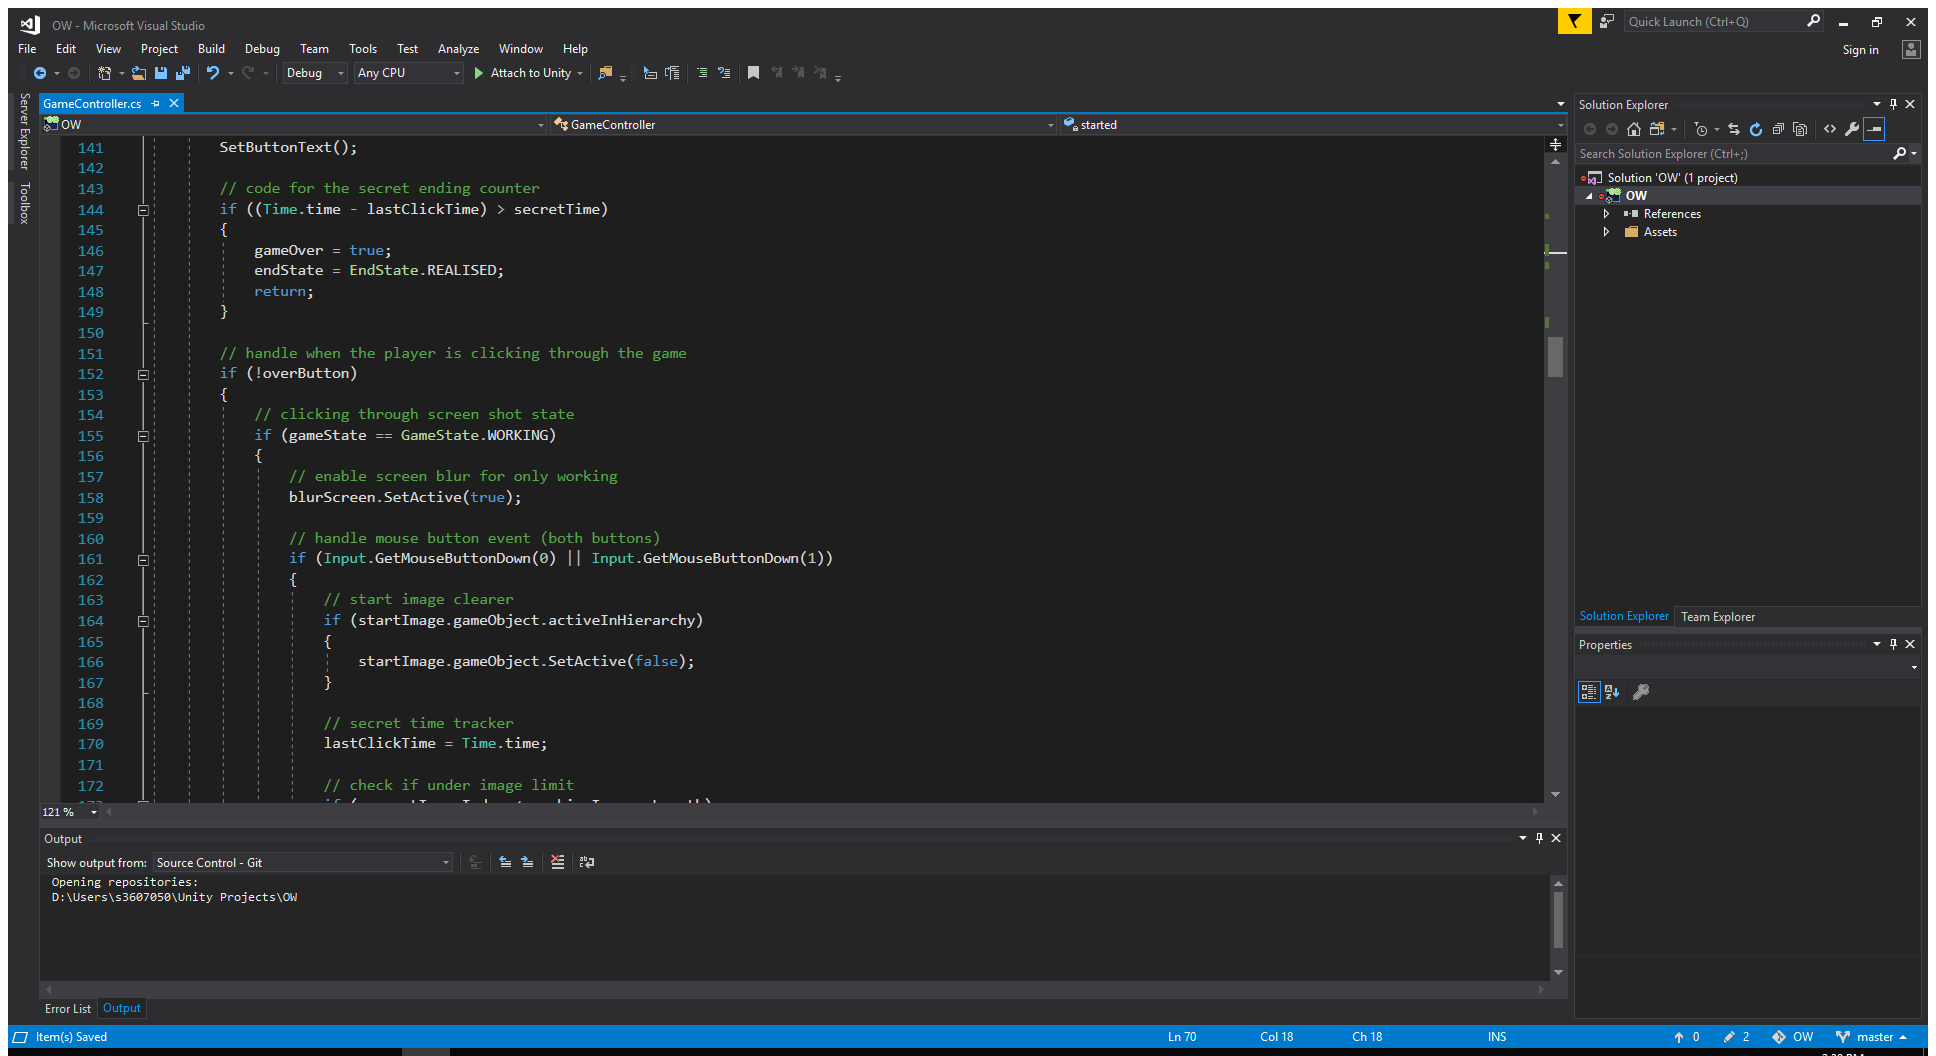 OW - Microsoft Visual Studio
Quick Launch (Ctrl+Q)
File Edit View Project Build Debug Team Tools Test Analyze Window Help
Sign in
Debug Any CPU Attach to Unity
Server Explorer
Toolbox
GameController.cs
OW GameController started
141 SetButtonText();
142
143 // code for the secret ending counter
144 if ((Time.time - lastClickTime) > secretTime)
145 {
146 gameOver = true;
147 endState = EndState.REALISED;
148 return;
149 }
150
151 // handle when the player is clicking through the game
152 if (!overButton)
153 {
154 // clicking through screen shot state
155 if (gameState == GameState.WORKING)
156 {
157 // enable screen blur for only working
158 blurScreen.SetActive(true);
159
160 // handle mouse button event (both buttons)
161 if (Input.GetMouseButtonDown(0) || Input.GetMouseButtonDown(1))
162 {
163 // start image clearer
164 if (startImage.gameObject.activeInHierarchy)
165 {
166 startImage.gameObject.SetActive(false);
167 }
168
169 // secret time tracker
170 lastClickTime = Time.time;
171
172 // check if under image limit
121 %
Output
Show output from: Source Control - Git
Opening repositories:
D:\Users\s3607050\Unity Projects\OW
Error List Output
Solution Explorer
Search Solution Explorer (Ctrl+;)
Solution 'OW' (1 project)
OW
References
Assets
Solution Explorer Team Explorer
Properties
Item(s) Saved Ln 70 Col 18 Ch 18 INS 0 2 OW master